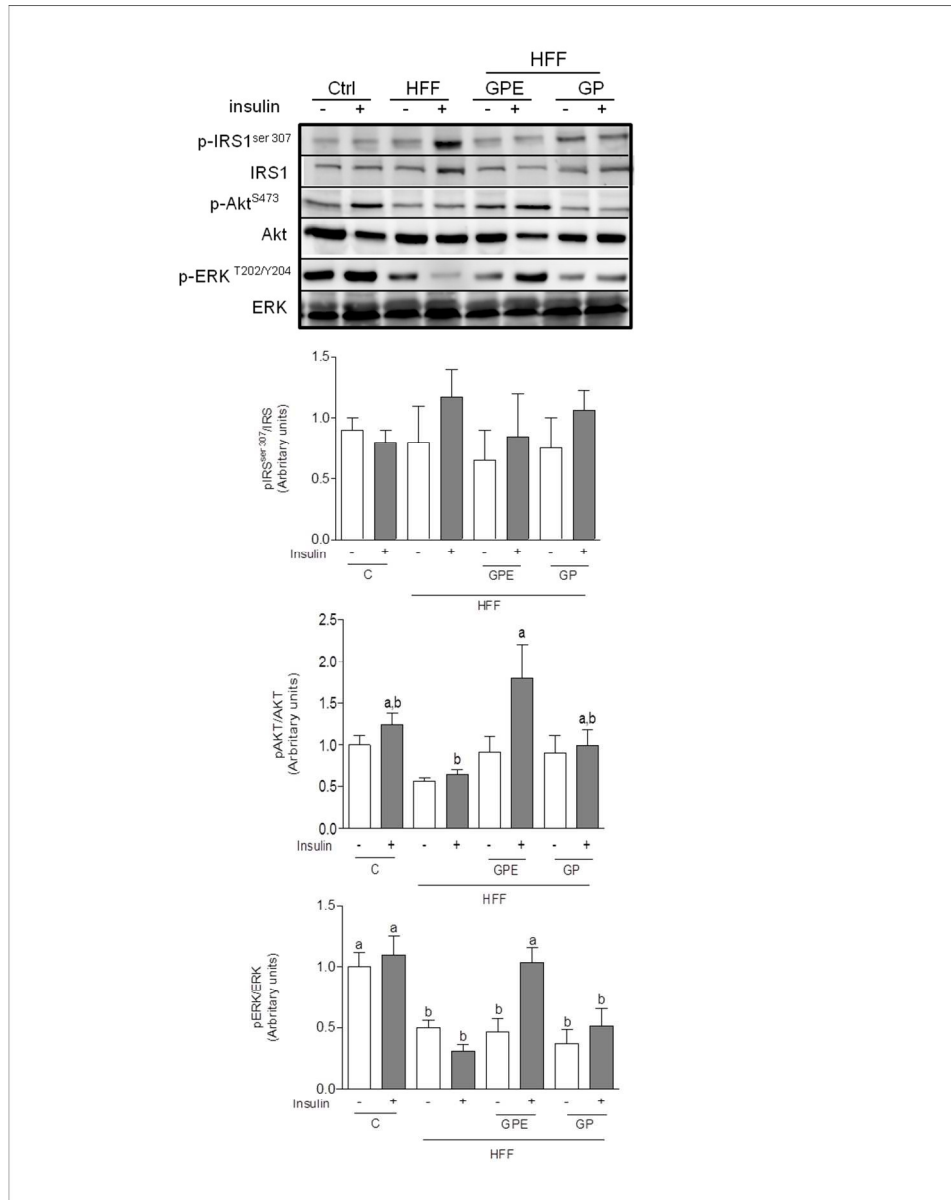 HFF
Ctrl HFF GPE GP
insulin - + - + - + - +
p-IRS1ser 307
IRS1
p-AktS473
Akt
p-ERK T202/Y204
ERK
pIRSser 307/IRS
(Arbritary units)
1.5
1.0
0.5
0.0
Insulin - + - + - + - +
C GPE GP
HFF
pAKT/AKT
(Arbritary units)
2.5
2.0
1.5
1.0
0.5
0.0
a,b b a a,b
Insulin - + - + - + - +
C GPE GP
HFF
pERK/ERK
(Arbritary units)
1.5
1.0
0.5
0.0
a a b b b a b b
Insulin - + - + - + - +
C GPE GP
HFF